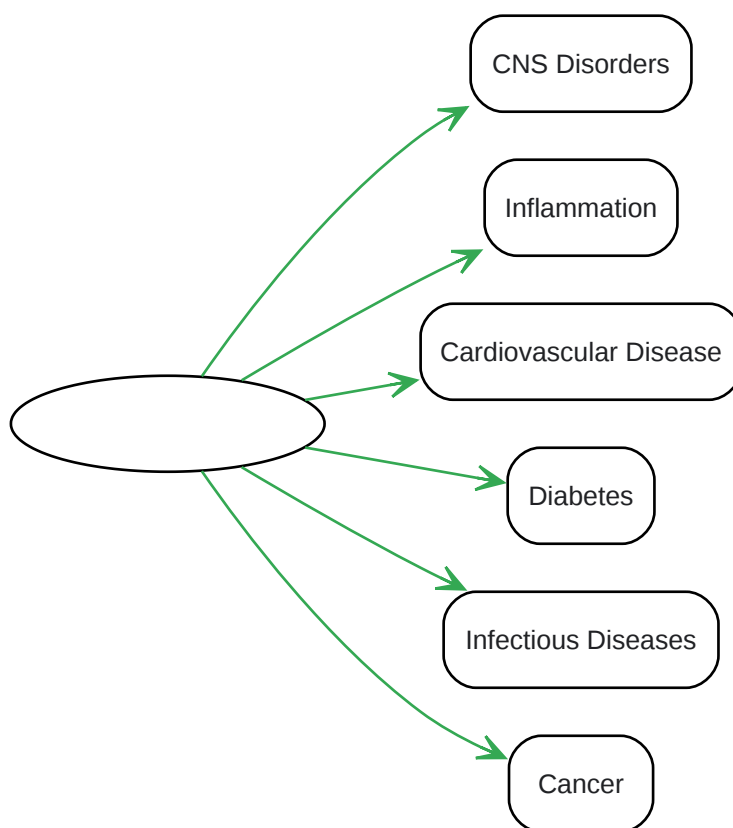 CNS Disorders
Inflammation
Cardiovascular Disease
Diabetes
Infectious Diseases
Cancer